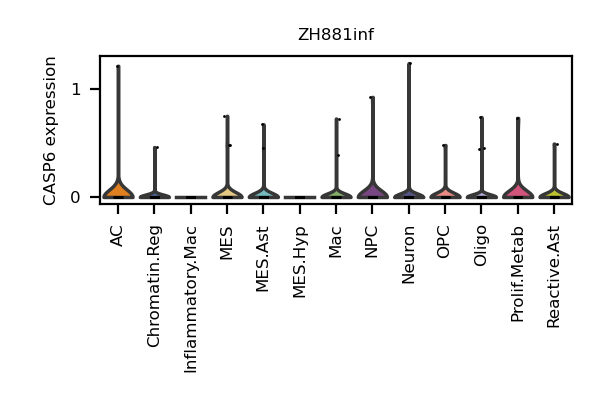 ZH881inf
CASP6 expression
1
0
AC
Chromatin.Reg
Inflammatory.Mac
MES
MES.Ast
MES.Hyp
Mac
NPC
Neuron
OPC
Oligo
Prolif.Metab
Reactive.Ast